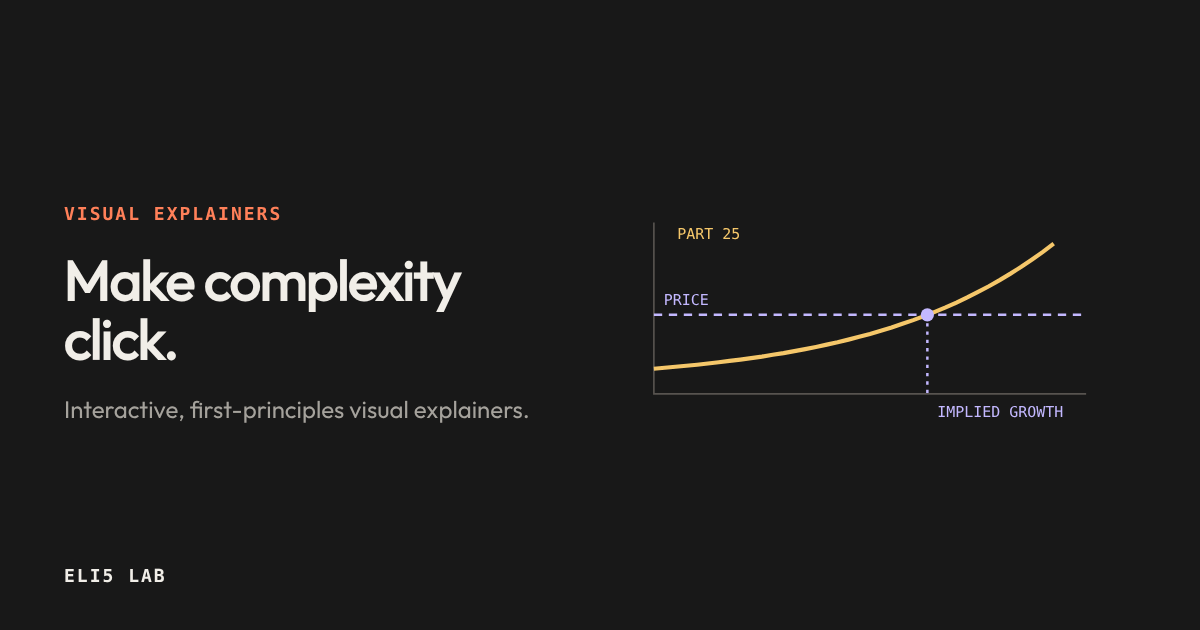 VISUAL EXPLAINERS
Make complexity
click.
Interactive, first-principles visual explainers.
ELI5 LAB
PART 25
PRICE
IMPLIED GROWTH